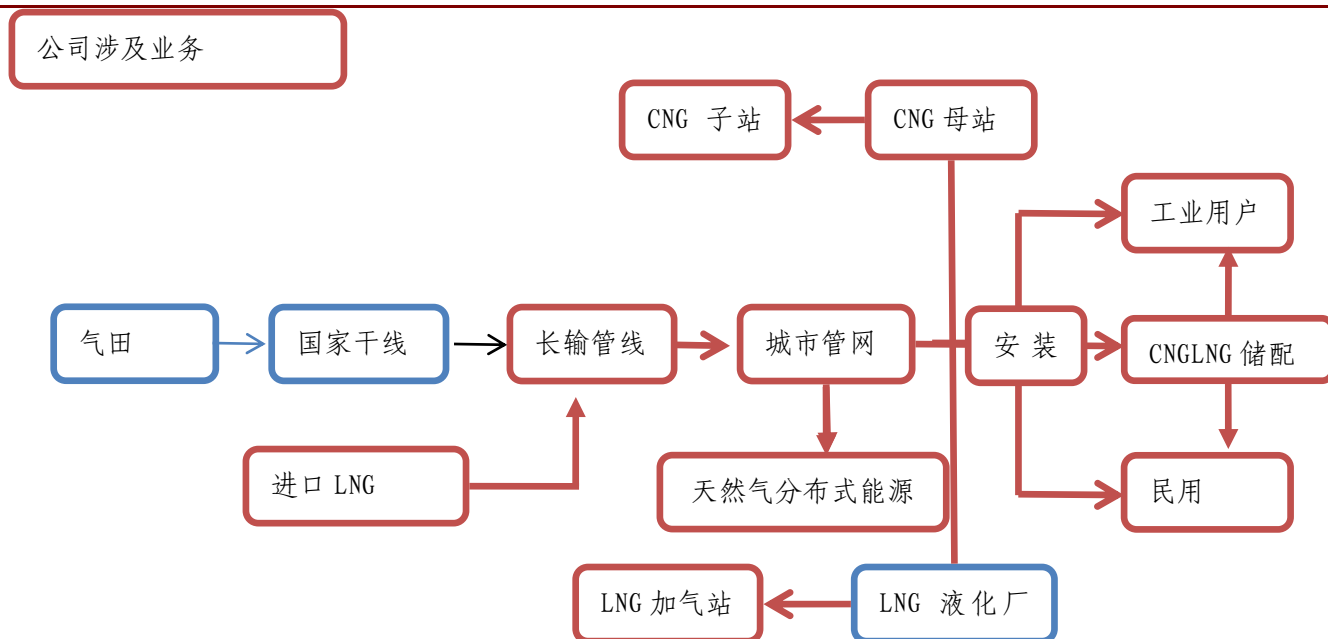 公司涉及业务
CNG 子站
CNG 母站
工业用户
气田
国家干线
长输管线
城市管网
安 装
CNGLNG 储配
进口 LNG
天然气分布式能源
民用
LNG 加气站
LNG 液化厂